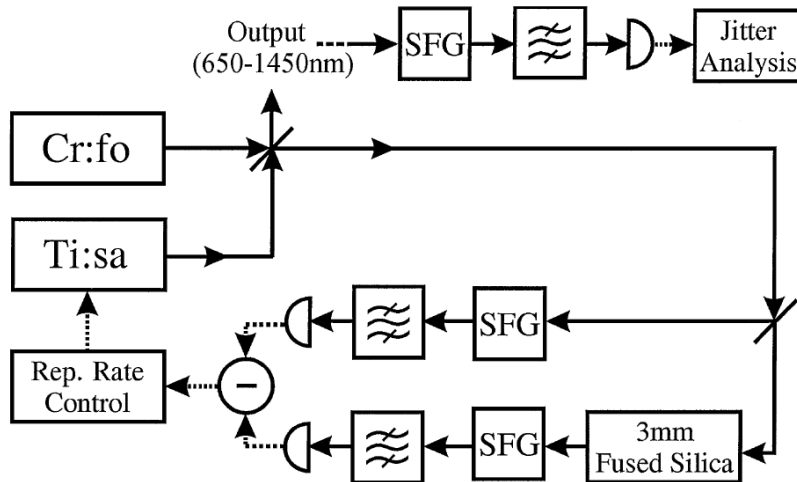 Output
(650-1450nm)
SFG
Jitter
Analysis
Cr:fo
Ti:sa
SFG
Rep. Rate
Control
−
SFG
3mm
Fused Silica